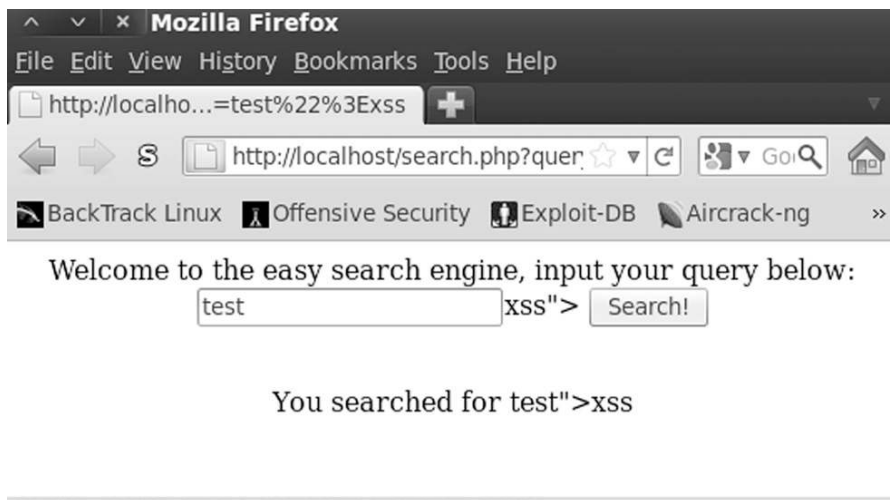 Mozilla Firefox
File Edit View History Bookmarks Tools Help
http://localho...=test%22%3Exss
S http://localhost/search.php?quer
BackTrack Linux Offensive Security Exploit-DB Aircrack-ng »
Welcome to the easy search engine, input your query below:
test xss"> Search!
You searched for test">xss